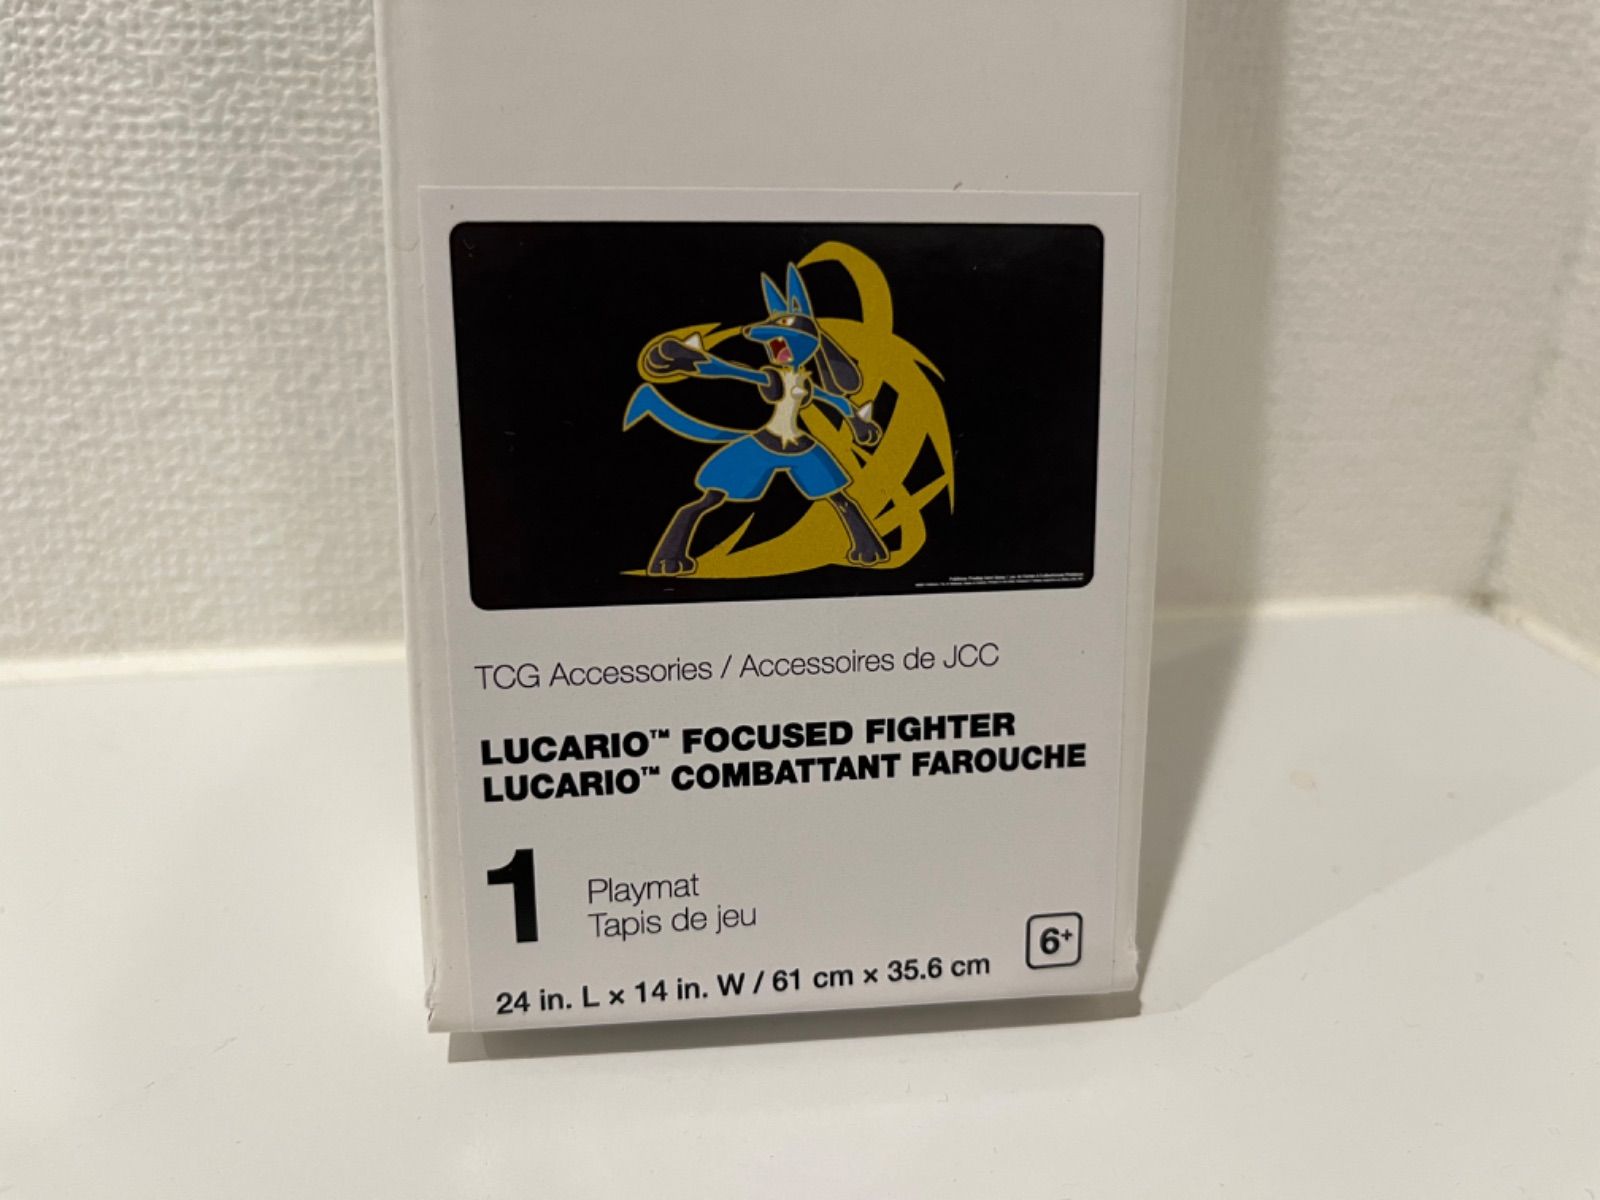 TCG Accessories / Accessoires de JCC
LUCARIO™ FOCUSED FIGHTER
LUCARIO™ COMBATTANT FAROUCHE
1
Playmat
Tapis de jeu
6+
24 in. L × 14 in. W / 61 cm × 35.6 cm